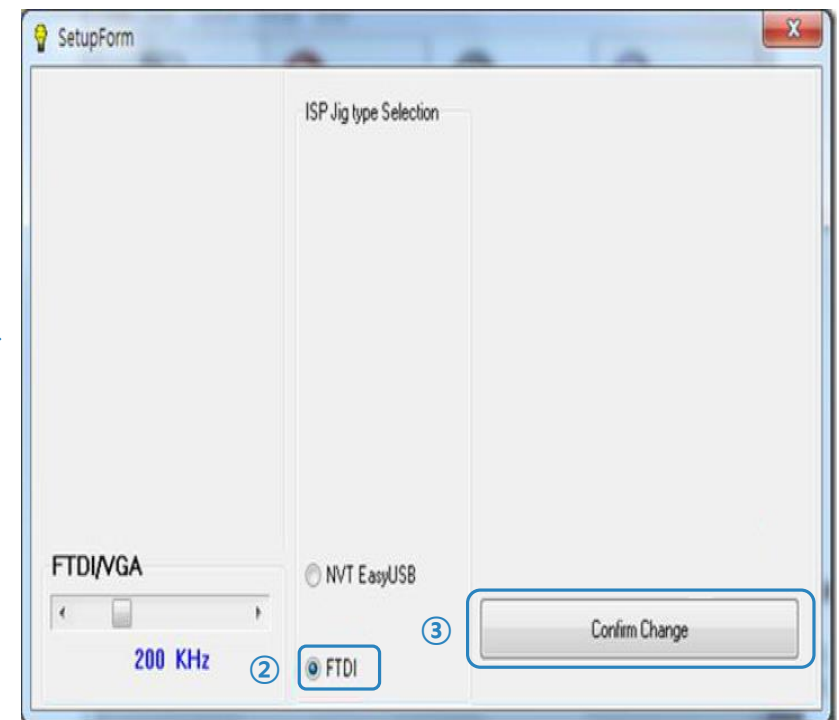 SetupForm
X
ISP Jig type Selection
FTDI/VGA
200 KHz
NVT EasyUSB
② FTDI
③ Confirm Change